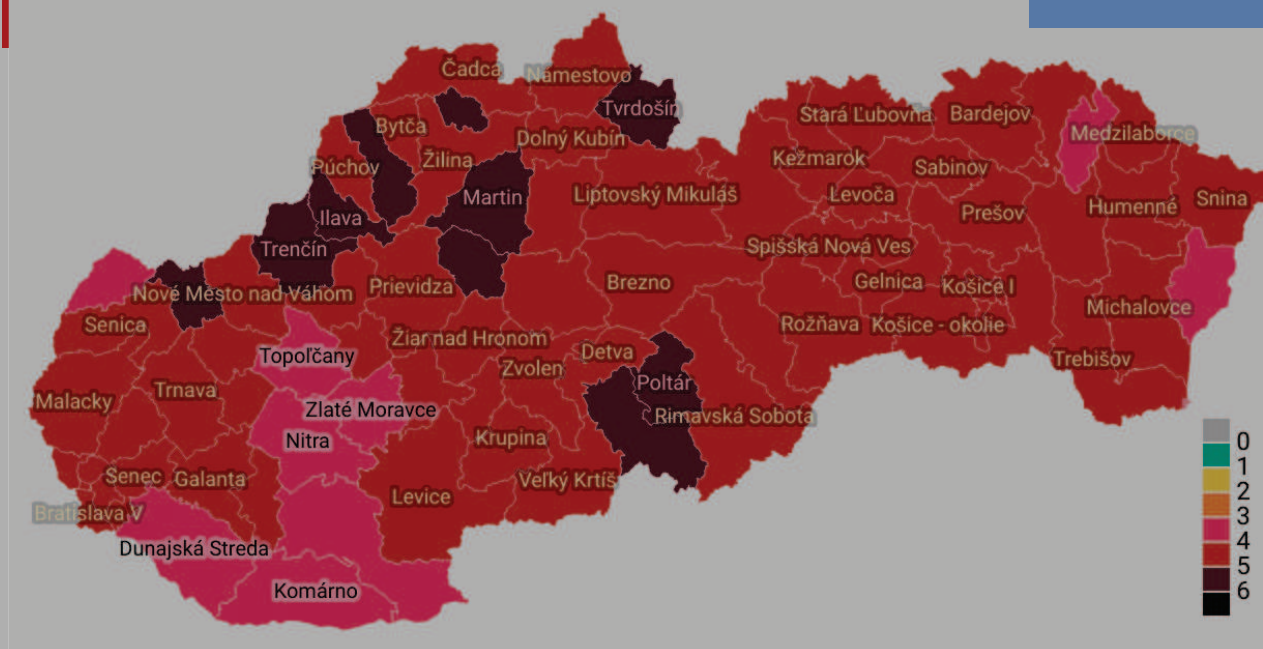 Čadca
Namestovo
Tvrdošín
Stará Ľubovňa
Bardejov
Bytča
Dolný Kubín
Medzilaborce
Púchov
Žilina
Kežmarok
Sabinov
Martin
Liptovský Mikuláš
Levoča
Snina
Ilava
Prešov
Humenné
Trenčín
Spišská Nová Ves
Nové Mesto nad Váhom
Prievidza
Brezno
Gelnica
Košice I
Michalovce
Senica
Žiar nad Hronom
Rožňava
Košice - okolie
Topoľčany
Detva
Zvolen
Trebišov
Malacky
Trnava
Poltár
Zlaté Moravce
Rimavská Sobota
Nitra
Krupina
Senec
Galanta
Veľký Krtíš
Levice
Bratislava V
Dunajská Streda
Komárno
0
1
2
3
4
5
6